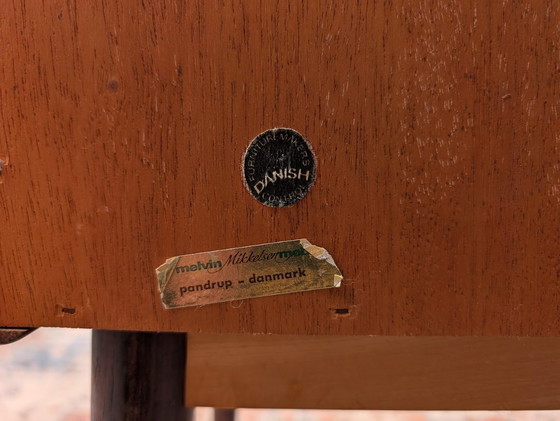 FURNITURE MAKERS
DANISH
CONTROL
melvin Mikkelsen
pandrup - danmark